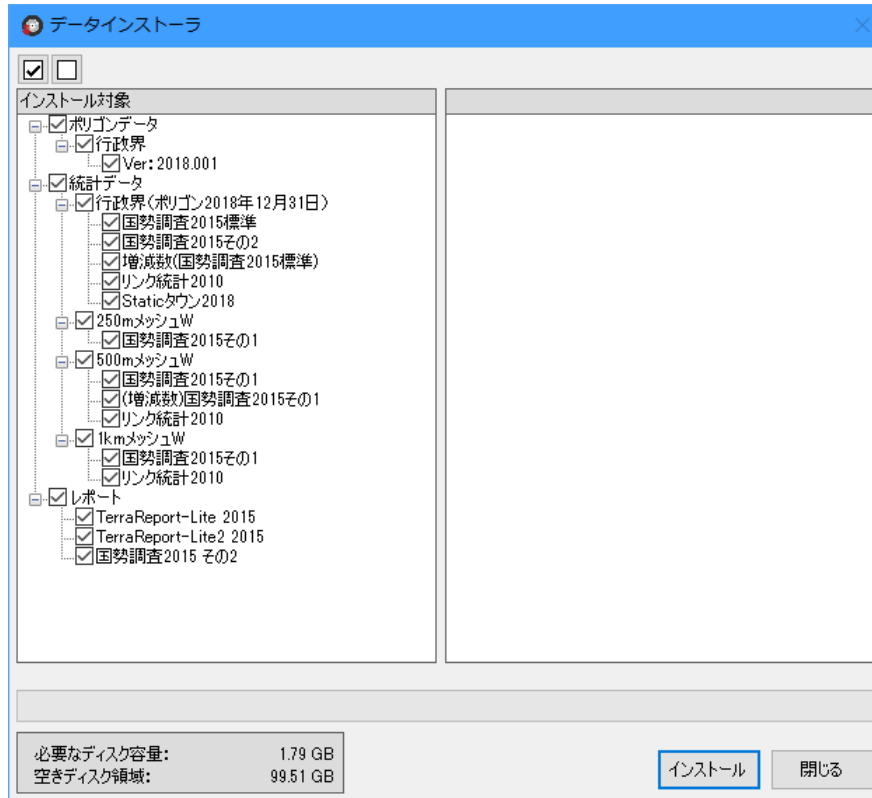 データインストーラ
インストール対象
ポリゴンデータ
行政界
Ver:2018.001
統計データ
行政界(ポリゴン2018年12月31日)
国勢調査2015標準
国勢調査2015その2
増減数(国勢調査2015標準)
リンク統計2010
Staticタウン2018
250mメッシュW
国勢調査2015その1
500mメッシュW
国勢調査2015その1
(増減数)国勢調査2015その1
リンク統計2010
1kmメッシュW
国勢調査2015その1
リンク統計2010
レポート
TerraReport-Lite 2015
TerraReport-Lite2 2015
国勢調査2015 その2
必要なディスク容量: 1.79 GB
空きディスク領域: 99.51 GB
インストール 閉じる